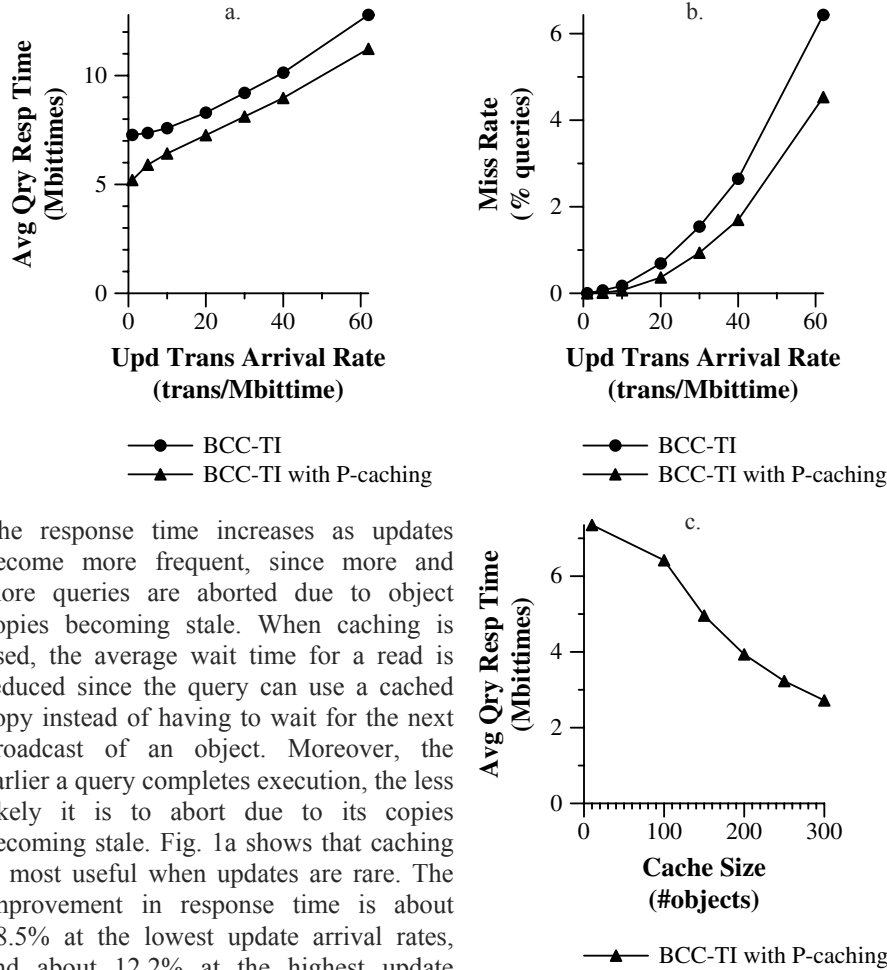 a.
10
5
0
Avg Qry Resp Time
(Mbittimes)
0 20 40 60
Upd Trans Arrival Rate
(trans/Mbittime)
BCC-TI
BCC-TI with P-caching
b.
6
4
2
0
Miss Rate
(% queries)
0 20 40 60
Upd Trans Arrival Rate
(trans/Mbittime)
BCC-TI
BCC-TI with P-caching
he response time increases as updates
ecome more frequent, since more and
ore queries are aborted due to object
opies becoming stale. When caching is
sed, the average wait time for a read is
educed since the query can use a cached
opy instead of having to wait for the next
roadcast of an object. Moreover, the
arlier a query completes execution, the less
kely it is to abort due to its copies
ecoming stale. Fig. 1a shows that caching
most useful when updates are rare. The
mprovement in response time is about
8.5% at the lowest update arrival rates,
nd about 12.2% at the highest update
c.
6
4
2
0
Avg Qry Resp Time
(Mbittimes)
0 100 200 300
Cache Size
(#objects)
BCC-TI with P-caching